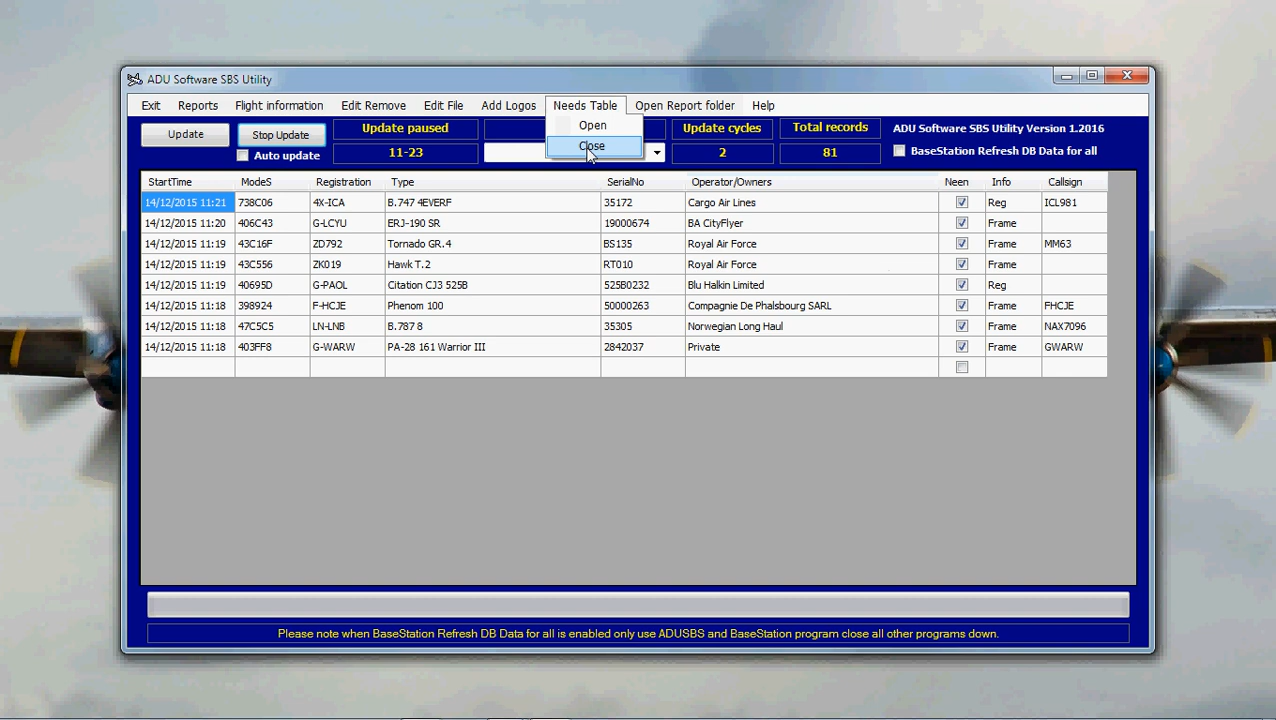 ADU Software SBS Utility
Exit Reports Flight information Edit Remove Edit File Add Logos Needs Table Open Report folder Help
Open
Close
Update Stop Update Update paused Update cycles Total records ADU Software SBS Utility Version 1.2016
Auto update 11-23 2 81 BaseStation Refresh DB Data for all
StartTime ModeS Registration Type SerialNo Operator/Owners Neen Info Callsign
14/12/2015 11:21 738C06 4X-ICA B.747 4EVERF 35172 Cargo Air Lines Reg ICL981
14/12/2015 11:20 406C43 G-LCYU ERJ-190 SR 19000674 BA CityFlyer Frame
14/12/2015 11:19 43C16F ZD792 Tornado GR.4 BS135 Royal Air Force Frame MM63
14/12/2015 11:19 43C556 ZK019 Hawk T.2 RT010 Royal Air Force Frame
14/12/2015 11:19 40695D G-PAOL Citation CJ3 525B 525B0232 Blu Halkin Limited Reg
14/12/2015 11:18 398924 F-HCJE Phenom 100 50000263 Compagnie De Phalsbourg SARL Frame FHCJE
14/12/2015 11:18 47C5C5 LN-LNB B.787 8 35305 Norwegian Long Haul Frame NAX7096
14/12/2015 11:18 403FF8 G-WARW PA-28 161 Warrior III 2842037 Private Frame GWARW
Please note when BaseStation Refresh DB Data for all is enabled only use ADUSBS and BaseStation program close all other programs down.